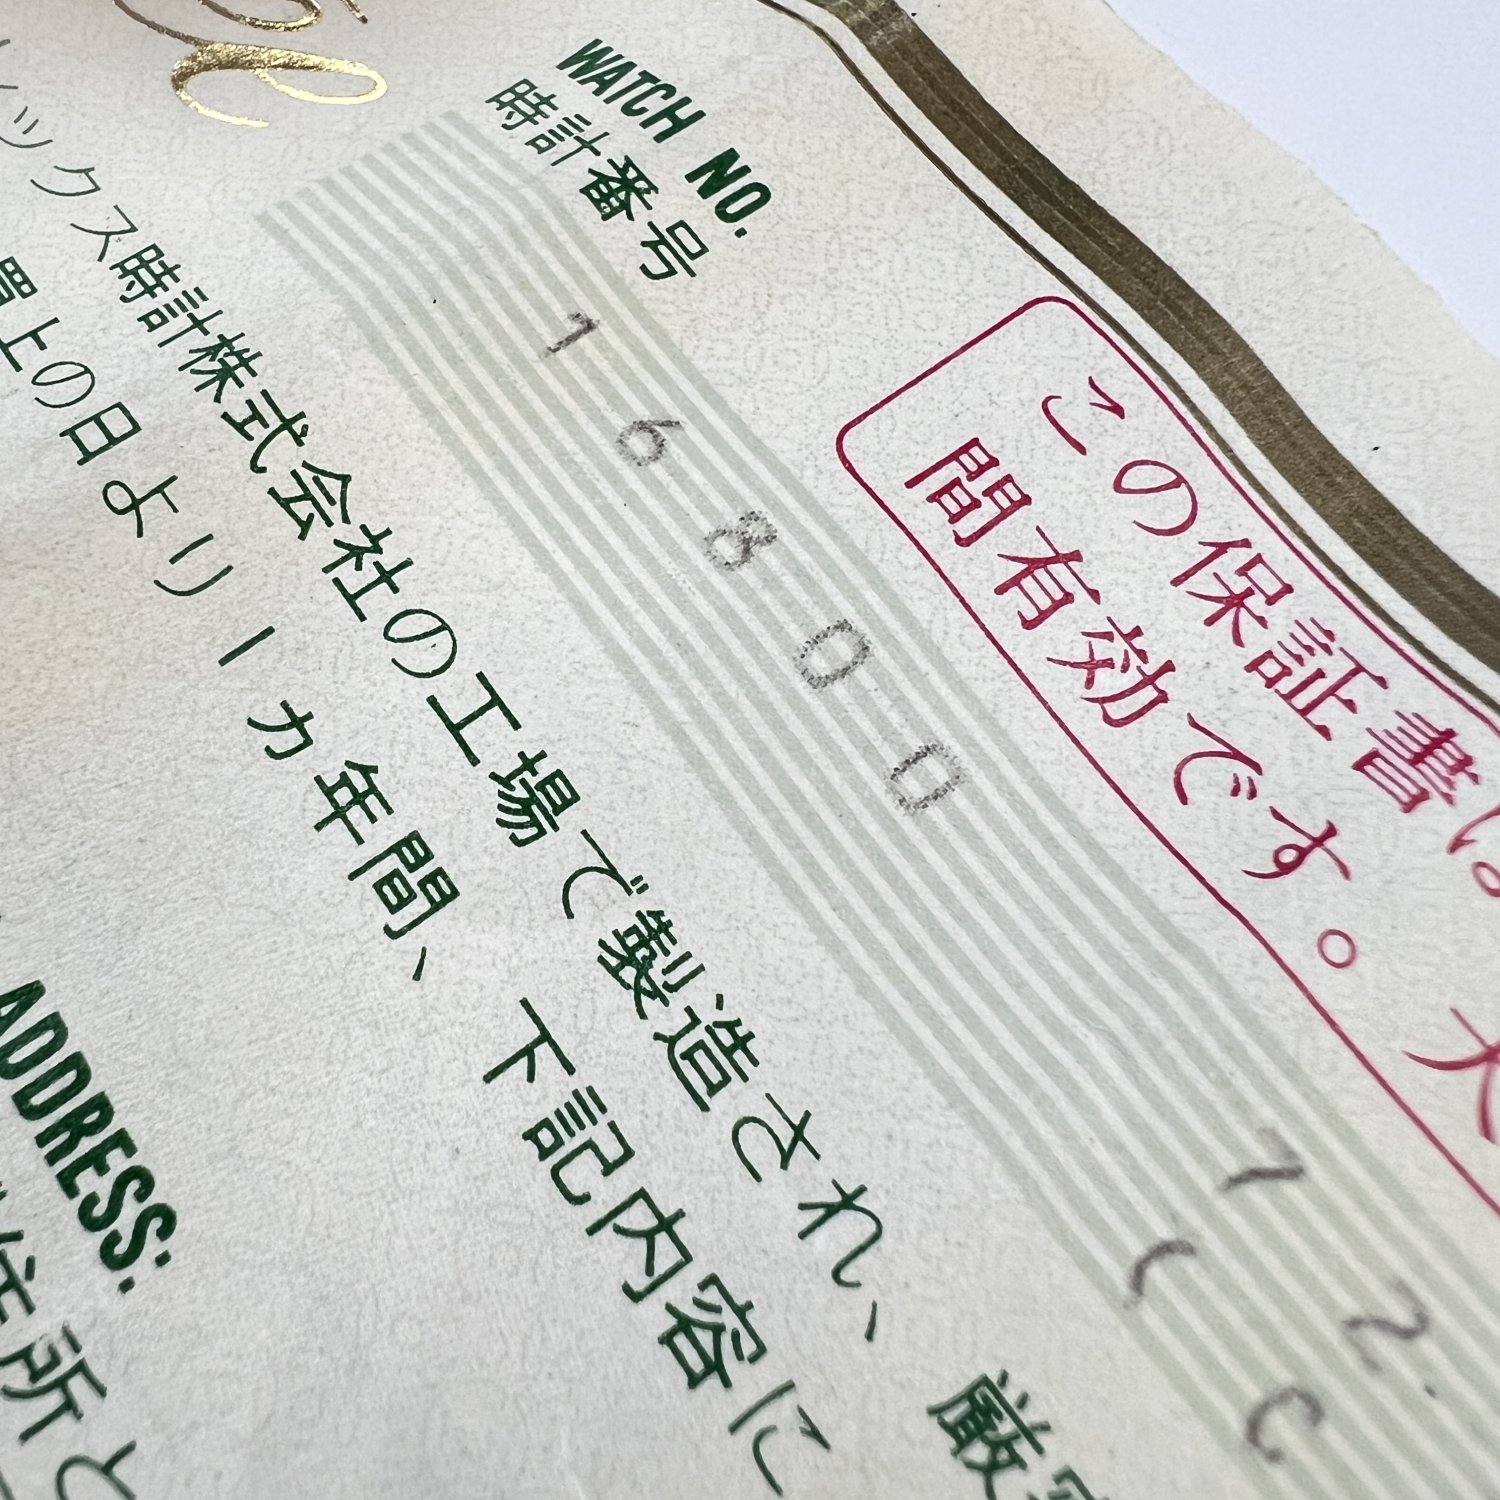 WATCH NO.
時計番号
16800
12.
この保証書は
間有効です。
ックス時計株式会社の工場で製造され、厳
上の日より一カ年間、下記内容に
ADDRESS:
住所と